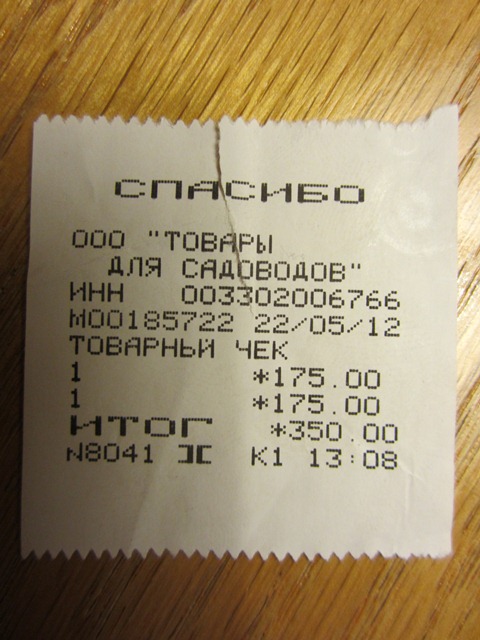 СПАСИБО
ООО "ТОВАРЫ
ДЛЯ САДОВОДОВ"
ИНН 003302006766
М00185722 22/05/12
ТОВАРНЫЙ ЧЕК
1 *175.00
1 *175.00
ИТОГ *350.00
N8041 ][ К1 13:08